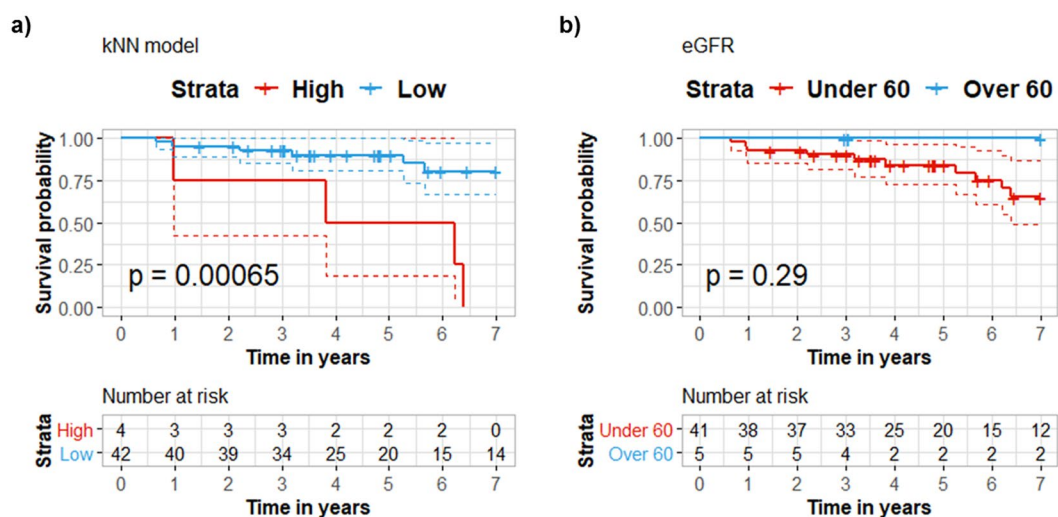 a)
kNN model
Strata High Low
Survival probability
1.00
0.75
0.50
0.25
0.00
p = 0.00065
0 1 2 3 4 5 6 7
Time in years
Number at risk
Strata
High 4 3 3 3 2 2 2 0
Low 42 40 39 34 25 20 15 14
0 1 2 3 4 5 6 7
Time in years
b)
eGFR
Strata Under 60 Over 60
Survival probability
1.00
0.75
0.50
0.25
0.00
p = 0.29
0 1 2 3 4 5 6 7
Time in years
Number at risk
Strata
Under 60 41 38 37 33 25 20 15 12
Over 60 5 5 5 4 2 2 2 2
0 1 2 3 4 5 6 7
Time in years